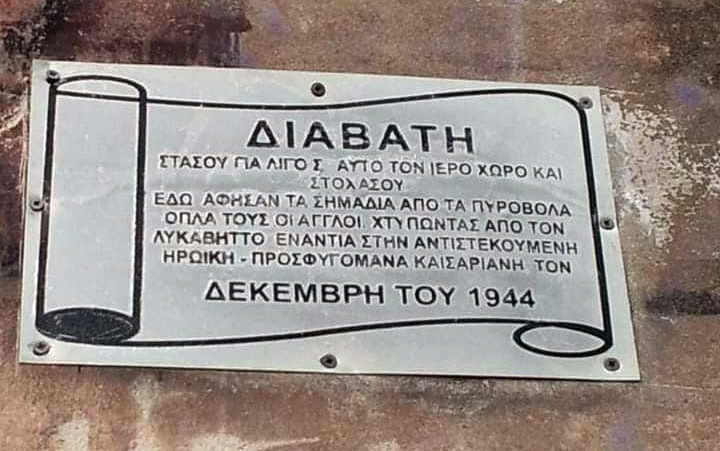 ΔΙΑΒΑΤΗ
ΣΤΑΣΟΥ ΓΙΑ ΛΙΓΟ Σ ΑΥΤΟ ΤΟΝ ΙΕΡΟ ΧΩΡΟ ΚΑΙ
ΣΤΟΧΑΣΟΥ
ΕΔΩ ΑΦΗΣΑΝ ΤΑ ΣΗΜΑΔΙΑ ΑΠΟ ΤΑ ΠΥΡΟΒΟΛΑ
ΟΠΛΑ ΤΟΥΣ ΟΙ ΑΓΓΛΟΙ. ΧΤΥΠΩΝΤΑΣ ΑΠΟ ΤΟΝ
ΛΥΚΑΒΗΤΤΟ ΕΝΑΝΤΙΑ ΣΤΗΝ ΑΝΤΙΣΤΕΚΟΥΜΕΝΗ
ΗΡΩΙΚΗ - ΠΡΟΣΦΥΓΟΜΑΝΑ ΚΑΙΣΑΡΙΑΝΗ ΤΟΝ
ΔΕΚΕΜΒΡΗ ΤΟΥ 1944